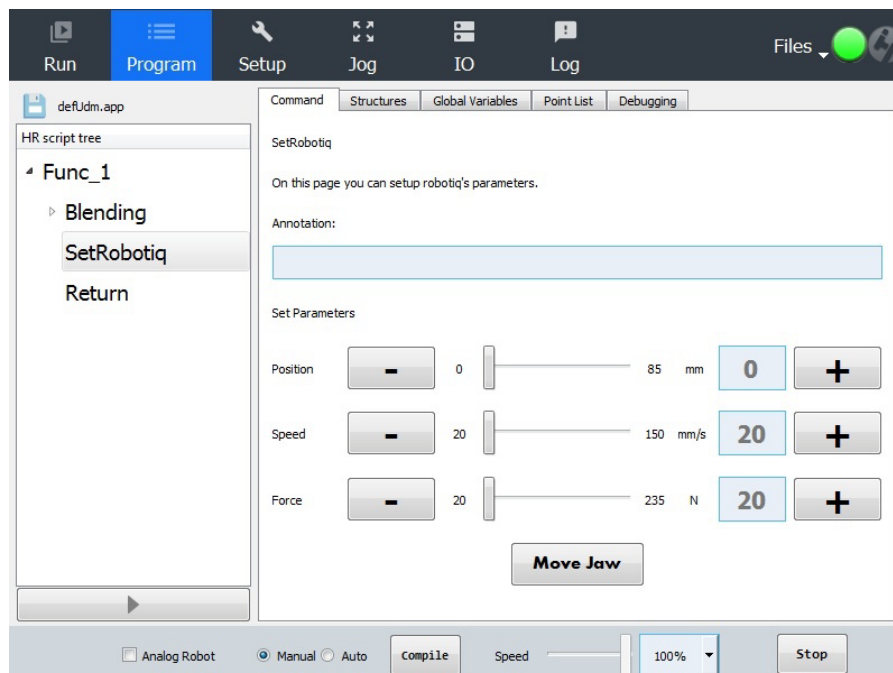 Run Program Setup Jog IO Log Files
defUdm.app
HR script tree
Func_1
Blending
SetRobotiq
Return
Command Structures Global Variables Point List Debugging
SetRobotiq
On this page you can setup robotiq's parameters.
Annotation:
Set Parameters
Position - 0 85 mm 0 +
Speed - 20 150 mm/s 20 +
Force - 20 235 N 20 +
Move Jaw
Analog Robot Manual Auto Compile Speed 100% Stop